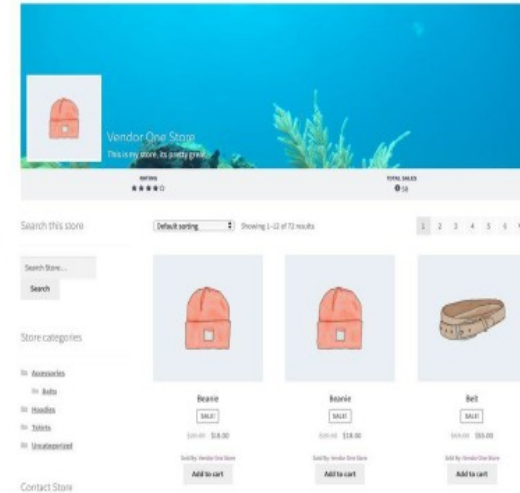 Vendor One Store
This is my store, its pretty great
RATING
TOTAL SALES
58
Search this store
Default sorting
Showing 1–12 of 72 results
1 2 3 4 5 6
Search Store...
Search
Store categories
Accessories
Belts
Hoodies
Tshirts
Uncategorized
Contact Store
Beanie
SALE!
$20.00 $18.00
Sold By: Vendor One Store
Add to cart
Beanie
SALE!
$20.00 $18.00
Sold By: Vendor One Store
Add to cart
Belt
SALE!
$55.00
Sold By: Vendor One Store
Add to cart